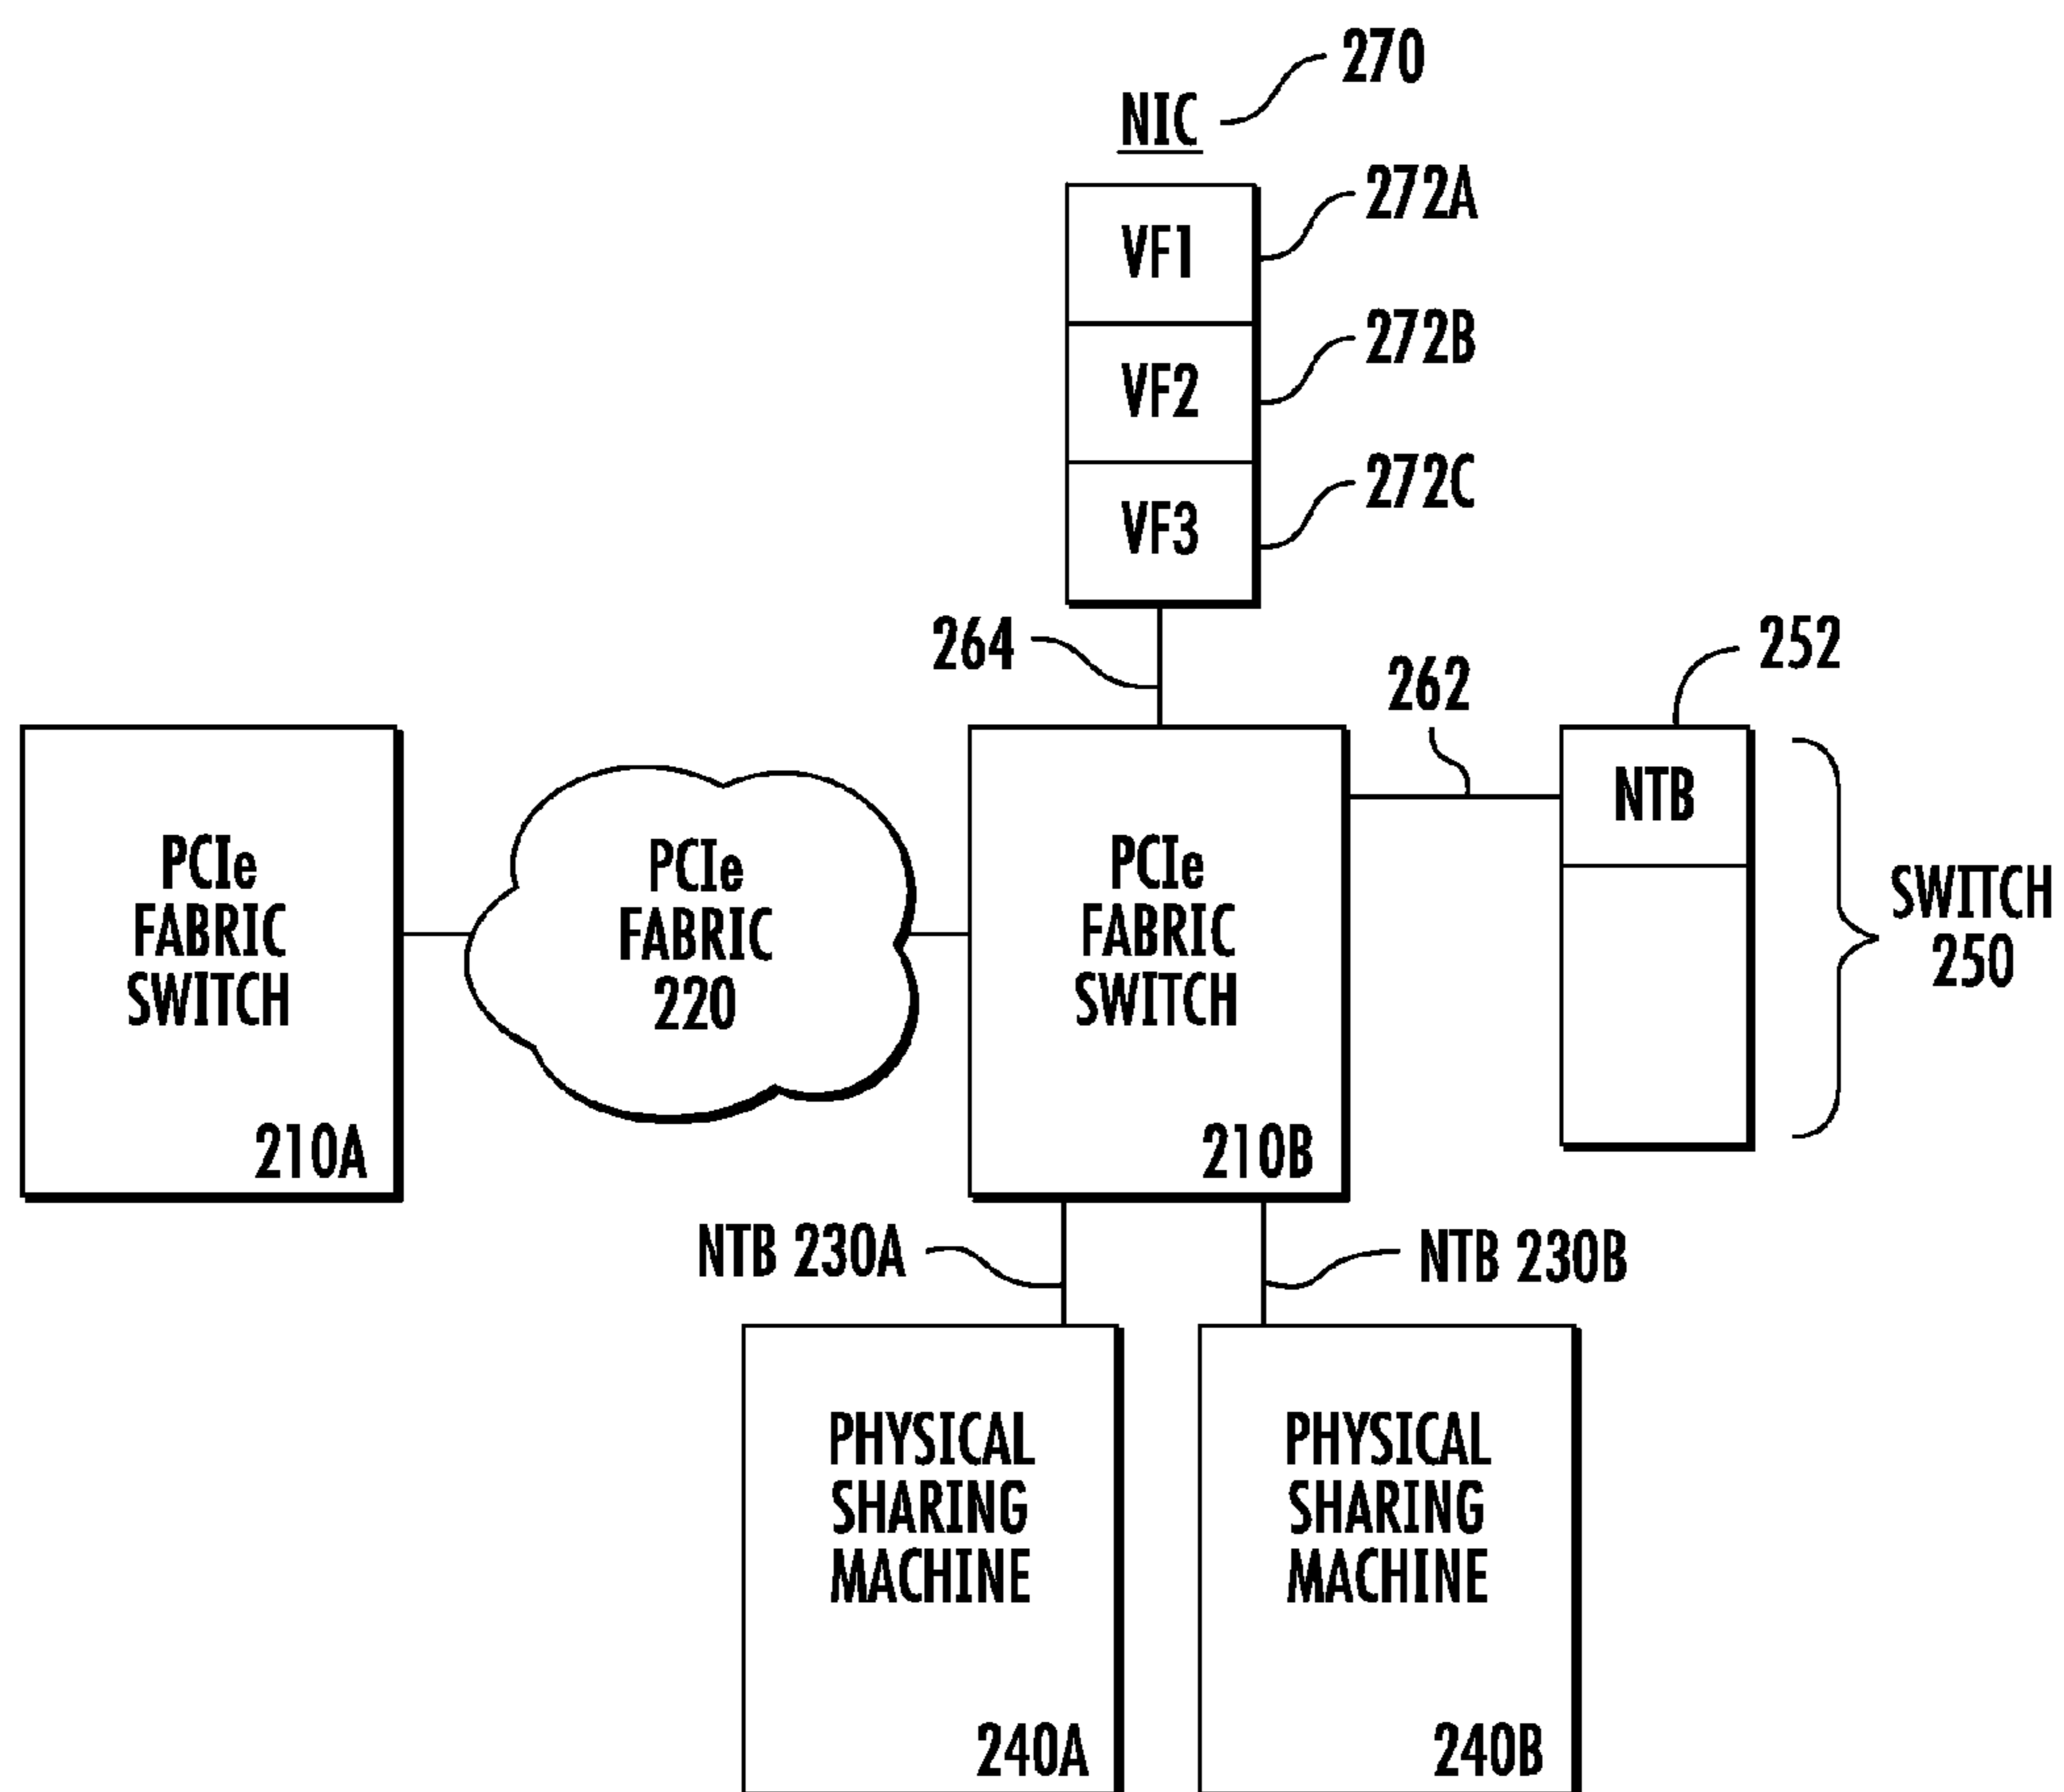 270
NIC
272A
VF1
272B
VF2
272C
VF3
264
252
262
NTB
PCIe
FABRIC
SWITCH
210A
PCIe
FABRIC
220
PCIe
FABRIC
SWITCH
210B
SWITCH
250
NTB 230A
NTB 230B
PHYSICAL
SHARING
MACHINE
240A
PHYSICAL
SHARING
MACHINE
240B